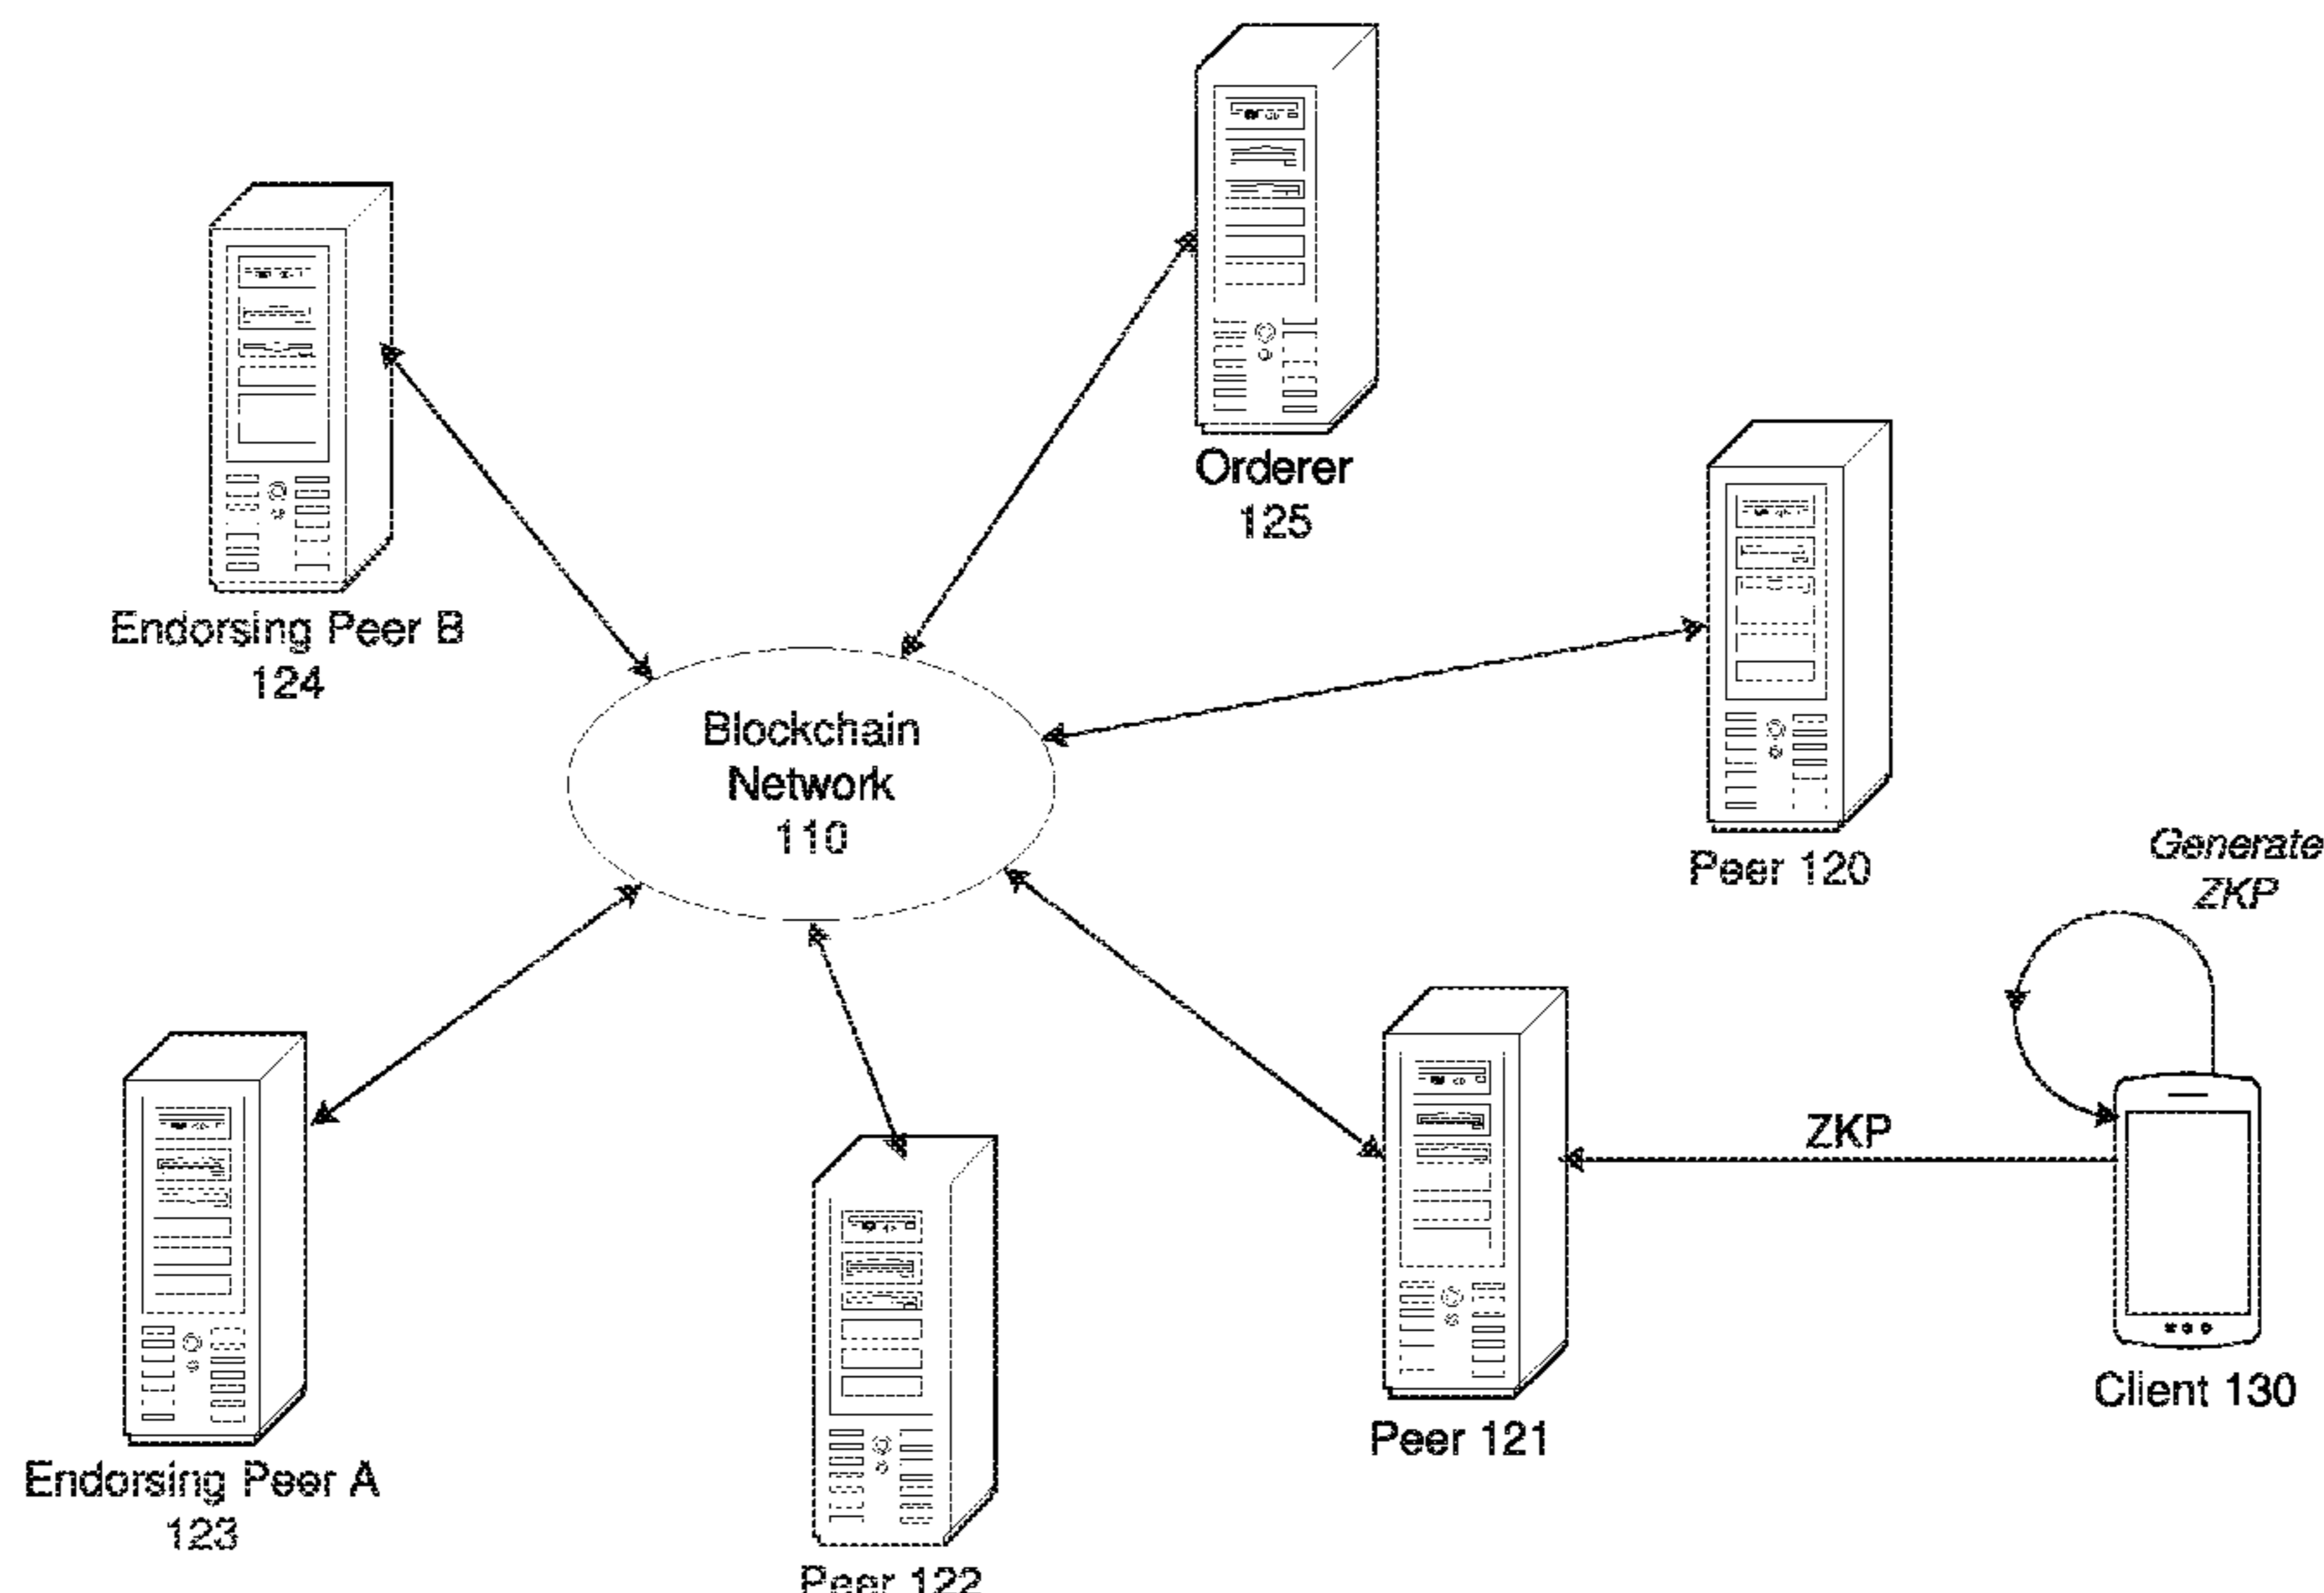 Orderer
125
Endorsing Peer B
124
Blockchain
Network
110
Peer 120
Generate
ZKP
ZKP
Client 130
Peer 121
Endorsing Peer A
123
Peer 122